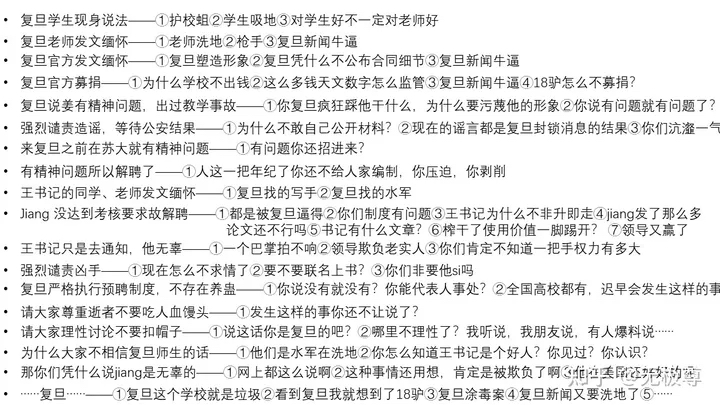 • 复旦学生现身说法——①护校蛆②学生吸地③对学生好不一定对老师好
• 复旦老师发文缅怀——①老师洗地②枪手③复旦新闻牛逼
• 复旦官方发文缅怀——①复旦塑造形象②复旦凭什么不公布合同细节③复旦新闻牛逼
• 复旦官方募捐——①为什么学校不出钱②这么多钱天文数字怎么监管③复旦新闻牛逼④18驴怎么不募捐?
• 复旦说姜有精神问题，出过教学事故——①你复旦疯狂踩他干什么，为什么要污蔑他的形象②你说有问题就有问题了?
• 强烈谴责造谣，等待公安结果——①为什么不敢自己公开材料？②现在的谣言都是复旦封锁消息的结果③你们沆瀣一气
• 来复旦之前在苏大就有精神问题——①有问题你还招进来?
• 有精神问题所以解聘了——①人这一把年纪了你还不给人家编制，你压迫，你剥削
• 王书记的同学、老师发文缅怀——①复旦找的写手②复旦找的水军
• Jiang 没达到考核要求故解聘——①都是被复旦逼得②你们制度有问题③王书记为什么不非升即走④jiang发了那么多
论文还不行吗⑤书记有什么文章？⑥榨干了使用价值一脚踢开？⑦领导又赢了
• 王书记只是去通知，他无辜——①一个巴掌拍不响②领导欺负老实人③你们肯定不知道一把手权力有多大
• 强烈谴责凶手——①现在怎么不求情了②要不要联名上书？③你们非要他si吗
• 复旦严格执行预聘制度，不存在养蛊——①你说没有就没有？你能代表人事处？②全国高校都有，迟早会发生这样的事
• 请大家尊重逝者不要吃人血馒头——①发生这样的事你还不让说了?
• 请大家理性讨论不要扣帽子——①说这话你是复旦的吧？②哪里不理性了？我听说，我朋友说，有人爆料说……
• 为什么大家不相信复旦师生的话——①他们是水军在洗地②你怎么知道王书记是个好人？你见过？你认识?
• 那你们凭什么说jiang是无辜的——①网上都这么说啊②这种事情还用想，肯定是被欺负了啊③他在美国还好好的
• ……复旦……——①复旦这个学校就是垃圾②看到复旦我就想到了18驴③复旦涂毒案④复旦新闻又要洗地了⑤……
知乎 @无极尊